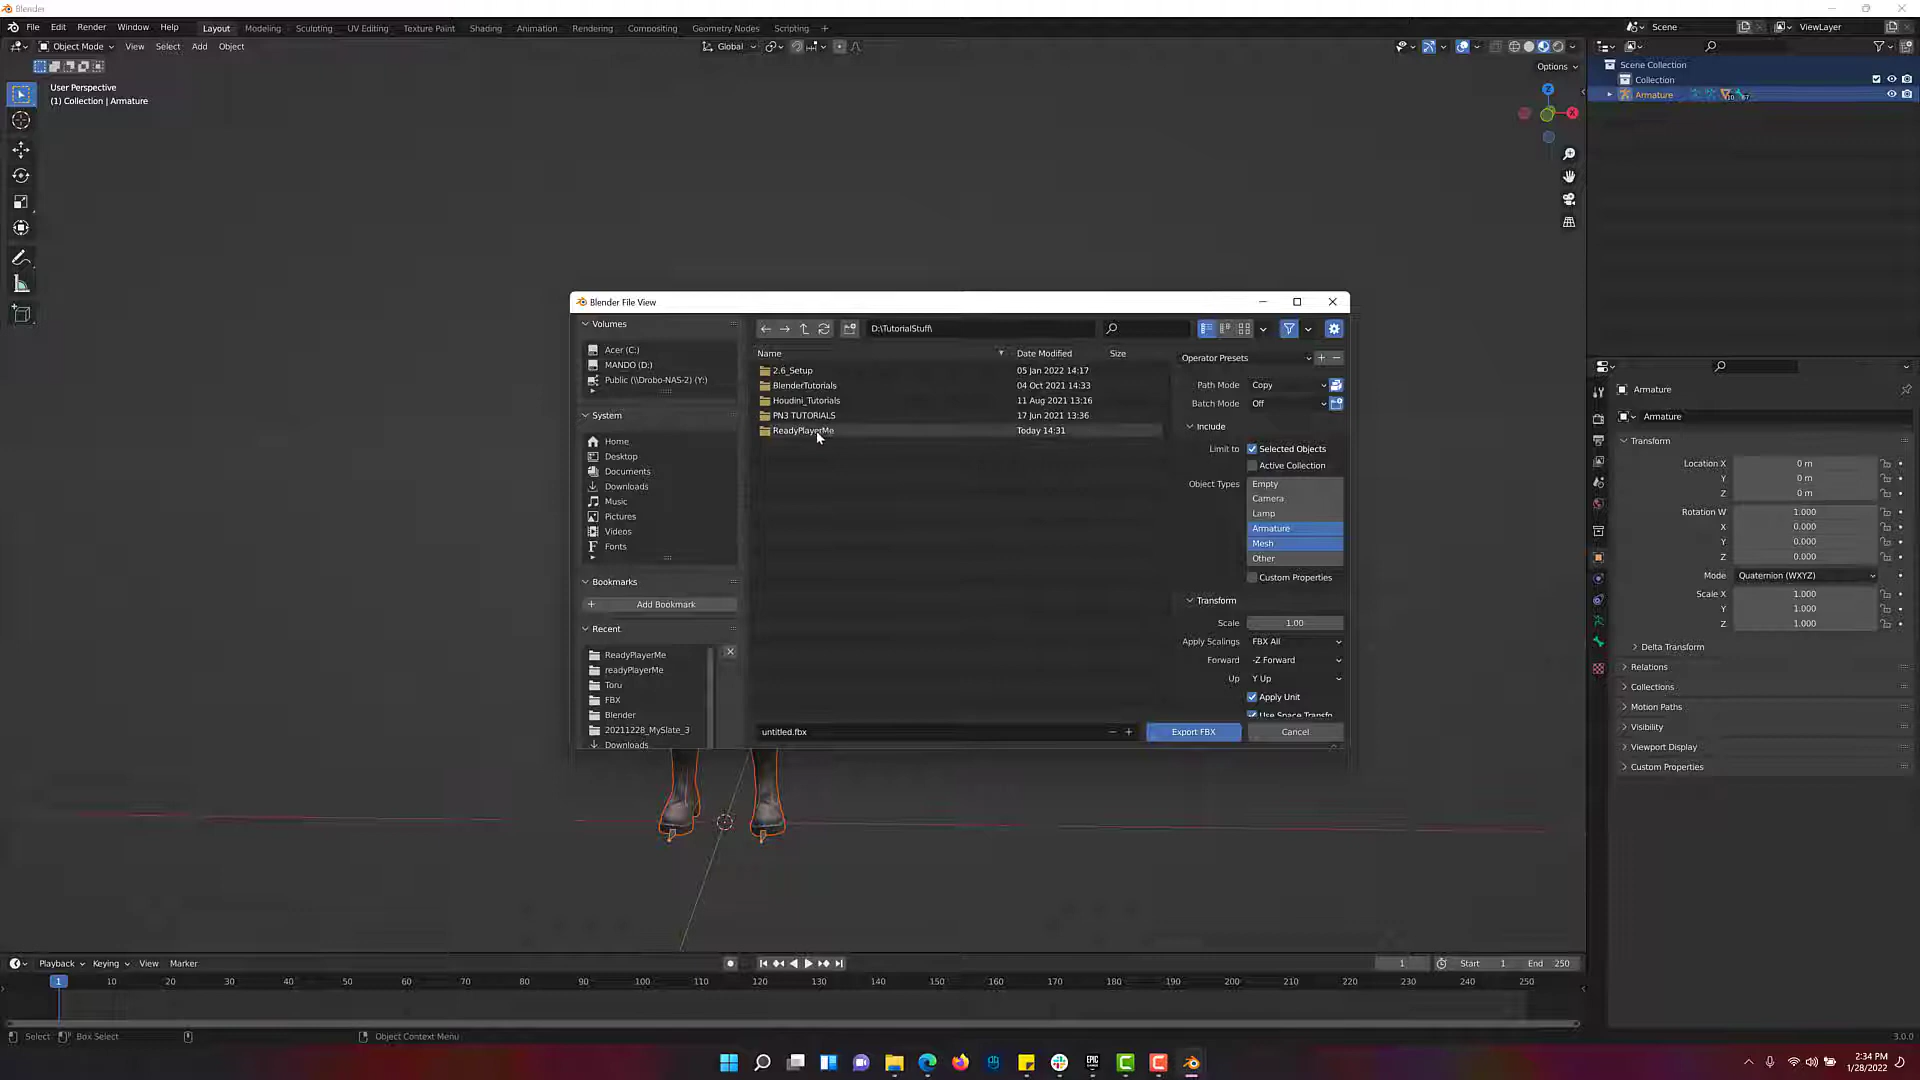 Blender
File Edit Render Window Help Layout Modeling Sculpting UV Editing Texture Paint Shading Animation Rendering Compositing Geometry Nodes Scripting + Scene ViewLayer
Object Mode View Select Add Object Global
Options
User Perspective
(1) Collection | Armature
Z
X
Scene Collection
Collection
Armature
Blender File View
Volumes
Acer (C:)
MANDO (D:)
Public (\\Drobo-NAS-2) (Y:)
System
Home
Desktop
Documents
Downloads
Music
Pictures
Videos
Fonts
Bookmarks
Add Bookmark
Recent
ReadyPlayerMe
readyPlayerMe
Toru
FBX
Blender
20211228_MySlate_3
Downloads
D:\TutorialStuff\
Name Date Modified Size
2.6_Setup 05 Jan 2022 14:17
BlenderTutorials 04 Oct 2021 14:33
Houdini_Tutorials 11 Aug 2021 13:16
PN3 TUTORIALS 17 Jun 2021 13:36
ReadyPlayerMe Today 14:31
untitled.fbx
Export FBX
Cancel
Operator Presets
Path Mode Copy
Batch Mode Off
Include
Limit to Selected Objects
Active Collection
Object Types Empty
Camera
Lamp
Armature
Mesh
Other
Custom Properties
Transform
Scale 1.00
Apply Scalings FBX All
Forward -Z Forward
Up Y Up
Apply Unit
Use Space Transfo
Armature
Armature
Transform
Location X 0 m
Y 0 m
Z 0 m
Rotation W 1.000
X 0.000
Y 0.000
Z 0.000
Mode Quaternion (WXYZ)
Scale X 1.000
Y 1.000
Z 1.000
Delta Transform
Relations
Collections
Motion Paths
Visibility
Viewport Display
Custom Properties
Playback Keying View Marker 1 Start 1 End 250
1 10 20 30 40 50 60 70 80 90 100 110 120 130 140 150 160 170 180 190 200 210 220 230 240 250
Select Box Select Object Context Menu 3.0.0
EPIC
2:34 PM
1/28/2022